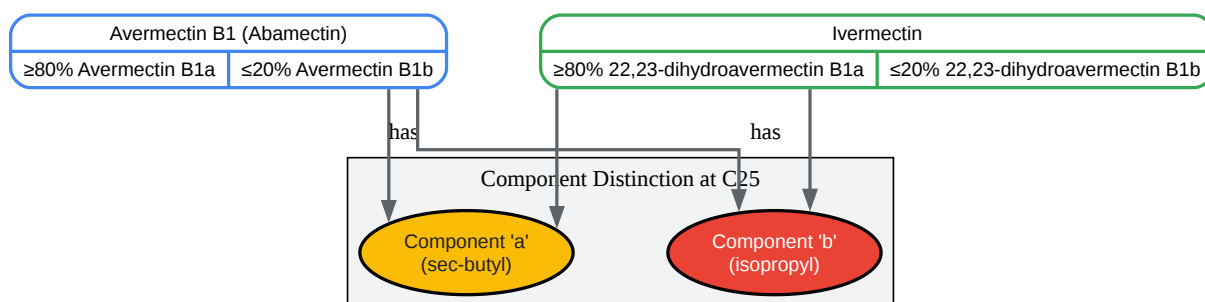 Avermectin B1 (Abamectin)
≥80% Avermectin B1a
≤20% Avermectin B1b
Ivermectin
≥80% 22,23-dihydroavermectin B1a
≤20% 22,23-dihydroavermectin B1b
has
has
Component Distinction at C25
Component 'a'
(sec-butyl)
Component 'b'
(isopropyl)